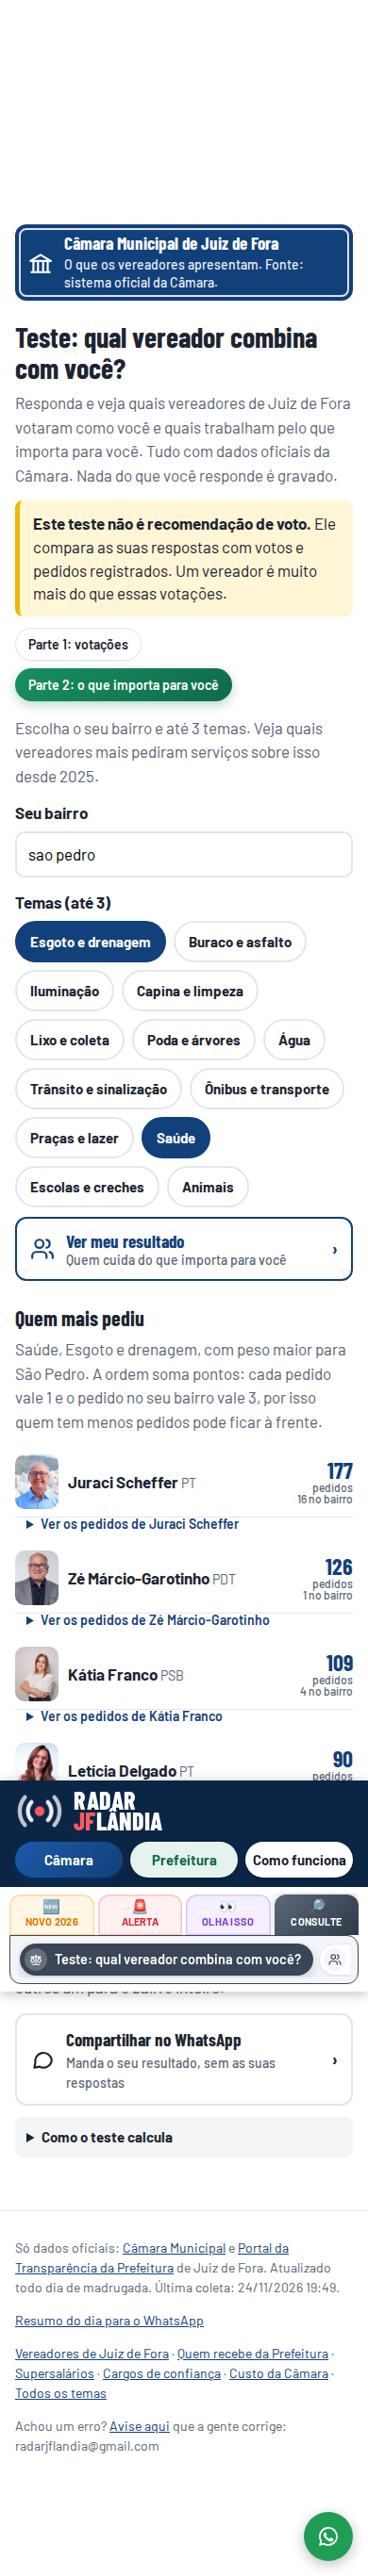 Câmara Municipal de Juiz de Fora
O que os vereadores apresentam. Fonte:
sistema oficial da Câmara.
Teste: qual vereador combina
com você?
Responda e veja quais vereadores de Juiz de Fora
votaram como você e quais trabalham pelo que
importa para você. Tudo com dados oficiais da
Câmara. Nada do que você responde é gravado.
Este teste não é recomendação de voto. Ele
compara as suas respostas com votos e
pedidos registrados. Um vereador é muito
mais do que essas votações.
Parte 1: votações
Parte 2: o que importa para você
Escolha o seu bairro e até 3 temas. Veja quais
vereadores mais pediram serviços sobre isso
desde 2025.
Seu bairro
sao pedro
Temas (até 3)
Esgoto e drenagem
Buraco e asfalto
Iluminação
Capina e limpeza
Lixo e coleta
Poda e árvores
Água
Trânsito e sinalização
Ônibus e transporte
Praças e lazer
Saúde
Escolas e creches
Animais
Ver meu resultado
Quem cuida do que importa para você
›
Quem mais pediu
Saúde, Esgoto e drenagem, com peso maior para
São Pedro. A ordem soma pontos: cada pedido
vale 1 e o pedido no seu bairro vale 3, por isso
quem tem menos pedidos pode ficar à frente.
Juraci Scheffer PT
177
pedidos
16 no bairro
▶ Ver os pedidos de Juraci Scheffer
Zé Márcio-Garotinho PDT
126
pedidos
1 no bairro
▶ Ver os pedidos de Zé Márcio-Garotinho
Kátia Franco PSB
109
pedidos
4 no bairro
▶ Ver os pedidos de Kátia Franco
Letícia Delgado PT
90
pedidos
RADAR
JFLÂNDIA
Câmara
Prefeitura
Como funciona
🆕
NOVO 2026
🚨
ALERTA
👀
OLHA ISSO
🔎
CONSULTE
Teste: qual vereador combina com você?
Compartilhar no WhatsApp
Manda o seu resultado, sem as suas
respostas
›
▶ Como o teste calcula
Só dados oficiais: Câmara Municipal e Portal da
Transparência da Prefeitura de Juiz de Fora. Atualizado
todo dia de madrugada. Última coleta: 24/11/2026 19:49.
Resumo do dia para o WhatsApp
Vereadores de Juiz de Fora · Quem recebe da Prefeitura ·
Supersalários · Cargos de confiança · Custo da Câmara ·
Todos os temas
Achou um erro? Avise aqui que a gente corrige:
radarjflandia@gmail.com